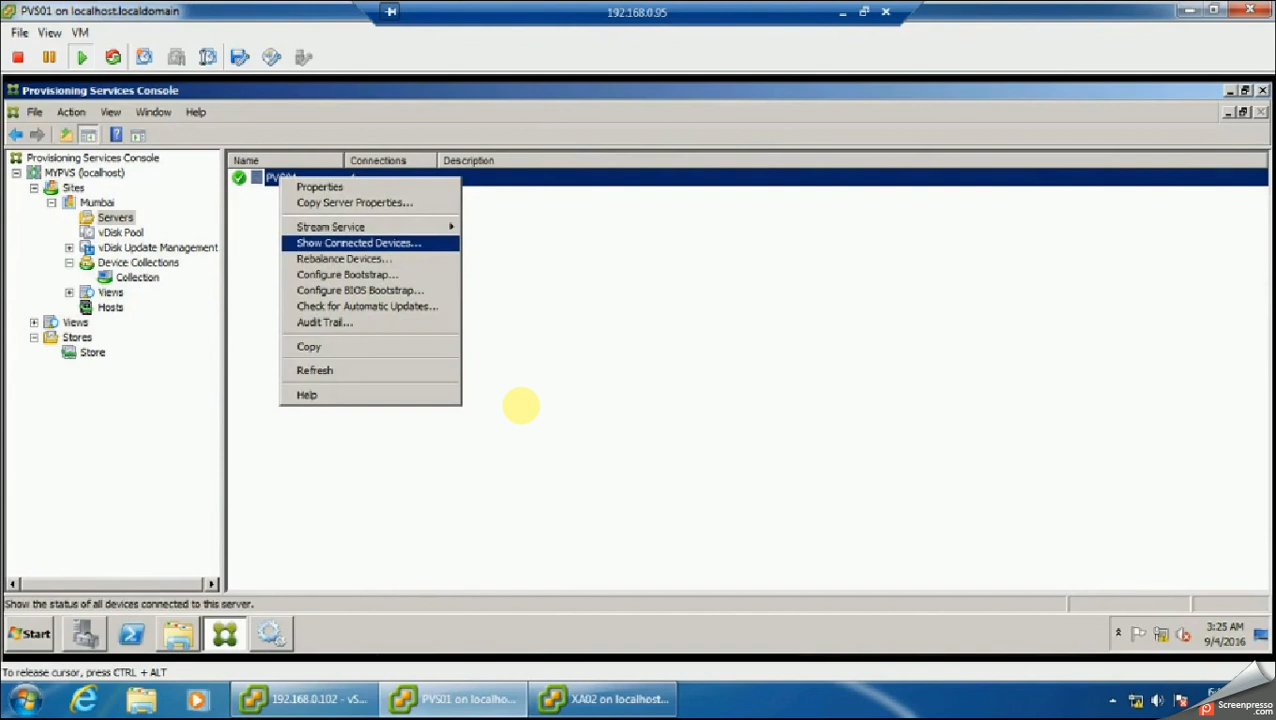 PVS01 on localhost.localdomain
192.168.0.95
File View VM
Provisioning Services Console
File Action View Window Help
Provisioning Services Console
MYPVS (localhost)
Sites
Mumbai
Servers
vDisk Pool
vDisk Update Management
Device Collections
Collection
Views
Hosts
Views
Stores
Store
Name Connections Description
Properties
Copy Server Properties...
Stream Service
Show Connected Devices...
Rebalance Devices...
Configure Bootstrap...
Configure BIOS Bootstrap...
Check for Automatic Updates...
Audit Trail...
Copy
Refresh
Help
Show the status of all devices connected to this server.
Start
3:25 AM
9/4/2016
To release cursor, press CTRL + ALT
192.168.0.102 - vS...
PVS01 on localho...
XA02 on localhost...
Screenpresso
.com